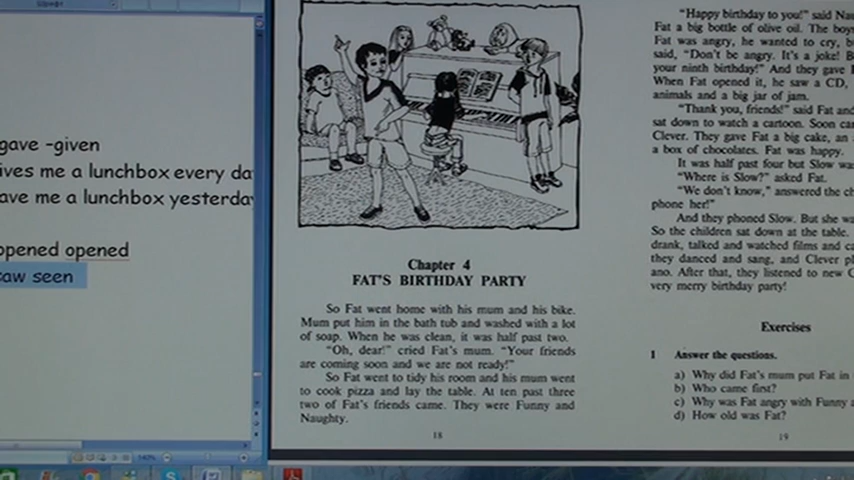 Шрифт
gave -given
ives me a lunchbox every da
ave me a lunchbox yesterda
opened opened
saw seen
140%
Chapter 4
FAT'S BIRTHDAY PARTY
So Fat went home with his mum and his bike.
Mum put him in the bath tub and washed with a lot
of soap. When he was clean, it was half past two.
"Oh, dear!" cried Fat's mum. "Your friends
are coming soon and we are not ready!"
So Fat went to tidy his room and his mum went
to cook pizza and lay the table. At ten past three
two of Fat's friends came. They were Funny and
Naughty.
18
"Happy birthday to you!" said Nau
Fat a big bottle of olive oil. The boy
Fat was angry, he wanted to cry, b
said, "Don't be angry. It's a joke! B
your ninth birthday!" And they gave
When Fat opened it, he saw a CD,
animals and a big jar of jam.
"Thank you, friends!" said Fat and
sat down to watch a cartoon. Soon ca
Clever. They gave Fat a big cake, an
a box of chocolates. Fat was happy.
It was half past four but Slow was
"Where is Slow?" asked Fat.
"We don't know," answered the ch
phone her!"
And they phoned Slow. But she wa
So the children sat down at the table.
drank, talked and watched films and ca
they danced and sang, and Clever pl
ano. After that, they listened to new C
very merry birthday party!
Exercises
1 Answer the questions.
a) Why did Fat's mum put Fat in
b) Who came first?
c) Why was Fat angry with Funny a
d) How old was Fat?
19